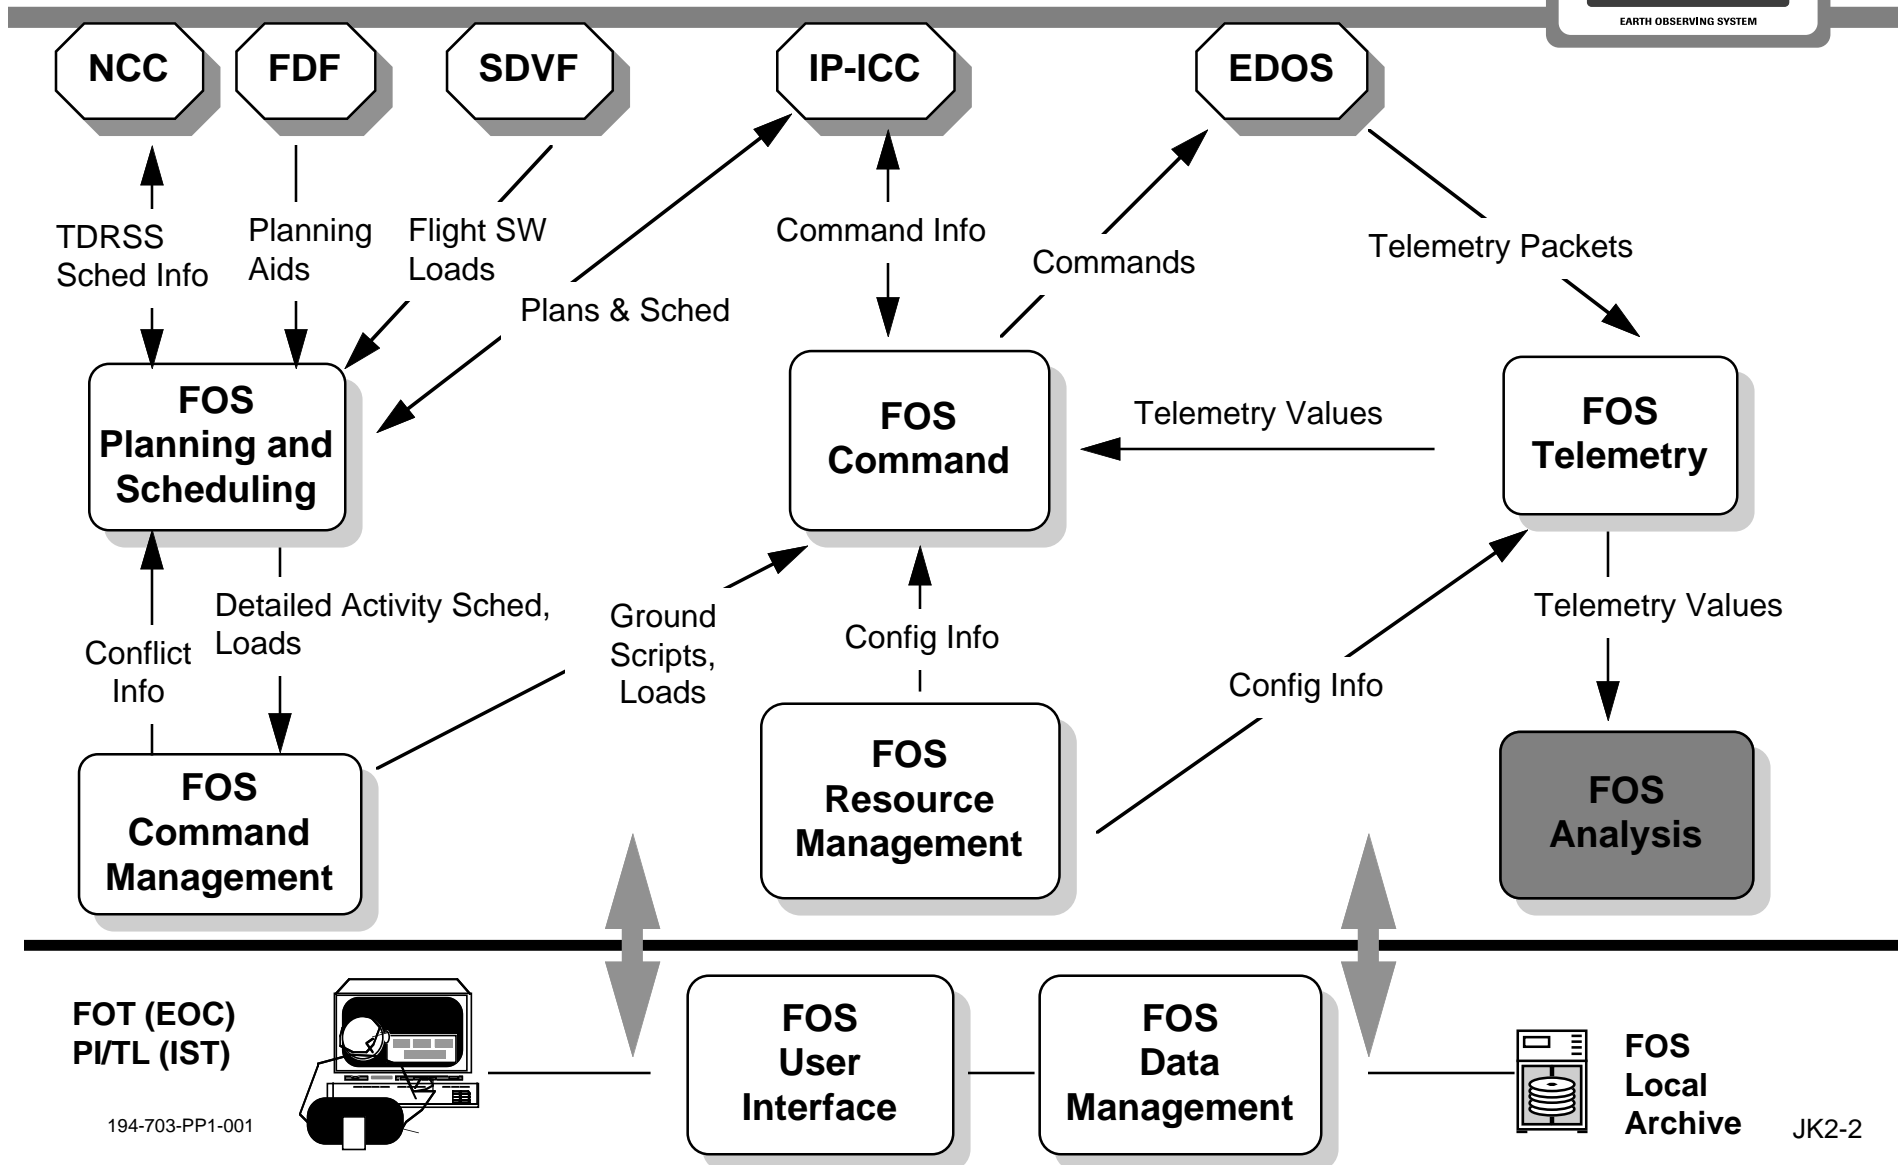 EARTH OBSERVING SYSTEM
NCC
FDF
SDVF
IP-ICC
EDOS
TDRSS
Sched Info
Planning
Aids
Flight SW
Loads
Plans & Sched
Command Info
Commands
Telemetry Packets
FOS
Planning and
Scheduling
FOS
Command
Telemetry Values
FOS
Telemetry
Conflict
Info
Detailed Activity Sched,
Loads
Ground
Scripts,
Loads
Config Info
Config Info
Telemetry Values
FOS
Command
Management
FOS
Resource
Management
FOS
Analysis
FOT (EOC)
PI/TL (IST)
FOS
User
Interface
FOS
Data
Management
FOS
Local
Archive
194-703-PP1-001
JK2-2